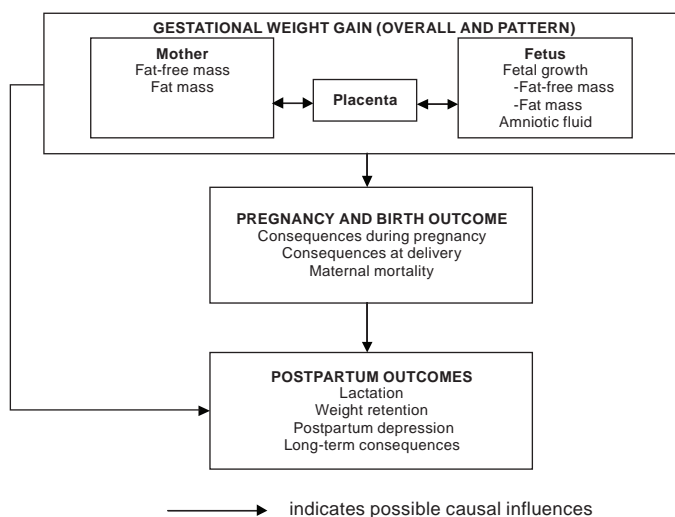 GESTATIONAL WEIGHT GAIN (OVERALL AND PATTERN)
Mother
Fat-free mass
Fat mass
Placenta
Fetus
Fetal growth
-Fat-free mass
-Fat mass
Amniotic fluid
PREGNANCY AND BIRTH OUTCOME
Consequences during pregnancy
Consequences at delivery
Maternal mortality
POSTPARTUM OUTCOMES
Lactation
Weight retention
Postpartum depression
Long-term consequences
indicates possible causal influences